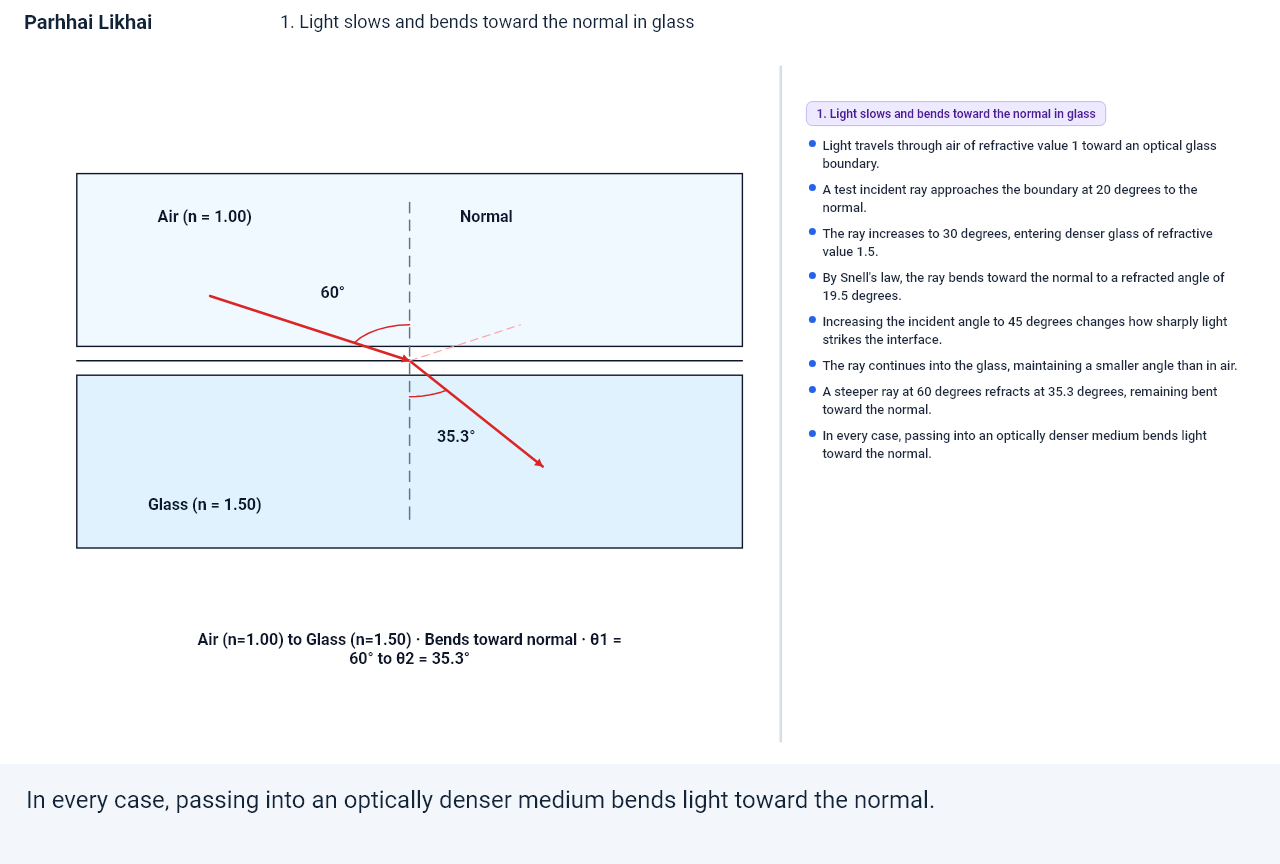 Parhhai Likhai
1. Light slows and bends toward the normal in glass
Air (n = 1.00)
Normal
60°
35.3°
Glass (n = 1.50)
Air (n=1.00) to Glass (n=1.50) · Bends toward normal · θ1 =
60° to θ2 = 35.3°
1. Light slows and bends toward the normal in glass
Light travels through air of refractive value 1 toward an optical glass
boundary.
A test incident ray approaches the boundary at 20 degrees to the
normal.
The ray increases to 30 degrees, entering denser glass of refractive
value 1.5.
By Snell's law, the ray bends toward the normal to a refracted angle of
19.5 degrees.
Increasing the incident angle to 45 degrees changes how sharply light
strikes the interface.
The ray continues into the glass, maintaining a smaller angle than in air.
A steeper ray at 60 degrees refracts at 35.3 degrees, remaining bent
toward the normal.
In every case, passing into an optically denser medium bends light
toward the normal.
In every case, passing into an optically denser medium bends light toward the normal.